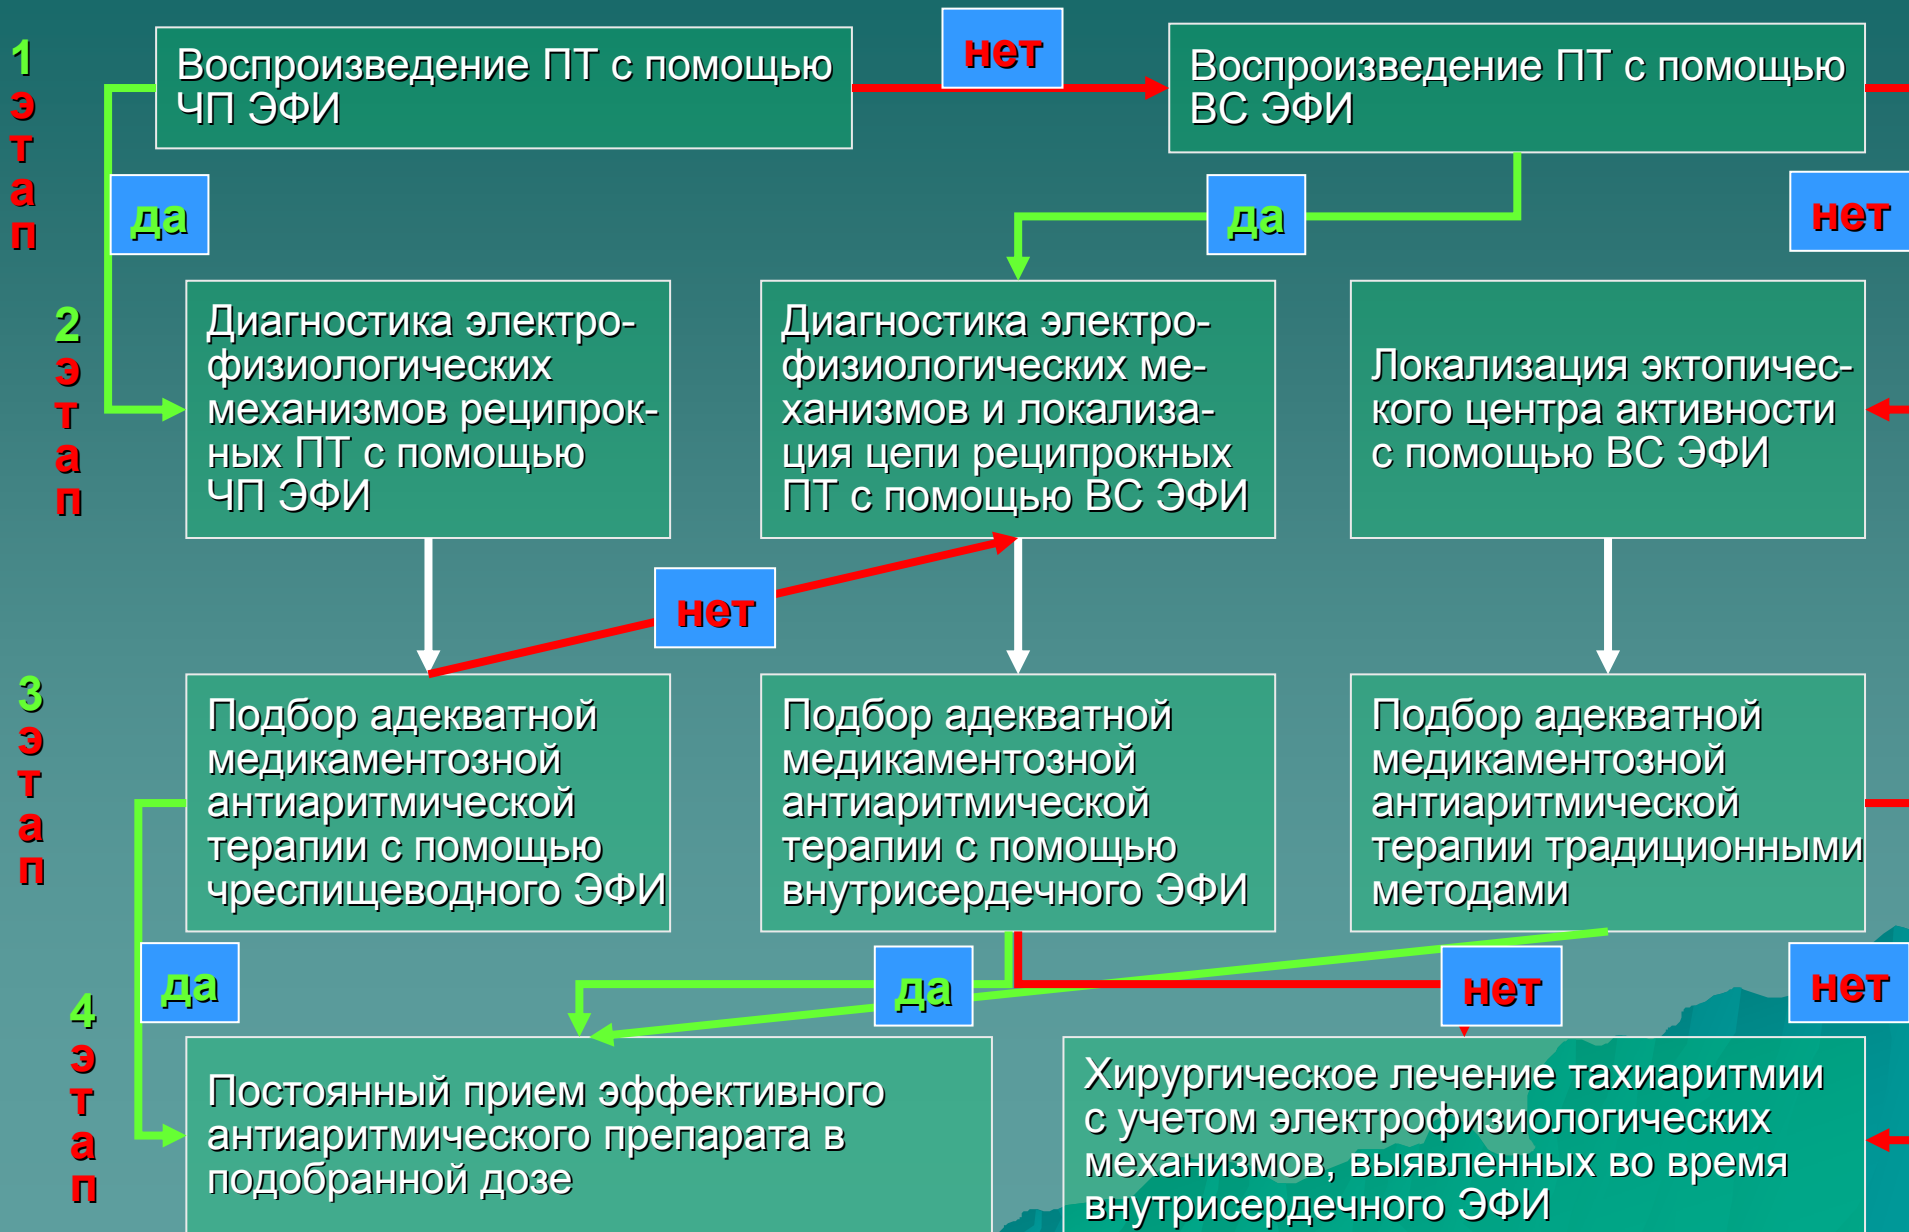 1
э
т
а
п
Воспроизведение ПТ с помощью
ЧП ЭФИ
нет
Воспроизведение ПТ с помощью
ВС ЭФИ
да
да
нет
2
э
т
а
п
Диагностика электро-
физиологических
механизмов реципрок-
ных ПТ с помощью
ЧП ЭФИ
Диагностика электро-
физиологических ме-
ханизмов и локализа-
ция цепи реципрокных
ПТ с помощью ВС ЭФИ
Локализация эктопичес-
кого центра активности
с помощью ВС ЭФИ
нет
3
э
т
а
п
Подбор адекватной
медикаментозной
антиаритмической
терапии с помощью
чреспищеводного ЭФИ
Подбор адекватной
медикаментозной
антиаритмической
терапии с помощью
внутрисердечного ЭФИ
Подбор адекватной
медикаментозной
антиаритмической
терапии традиционными
методами
да
да
нет
нет
4
э
т
а
п
Постоянный прием эффективного
антиаритмического препарата в
подобранной дозе
Хирургическое лечение тахиаритмии
с учетом электрофизиологических
механизмов, выявленных во время
внутрисердечного ЭФИ